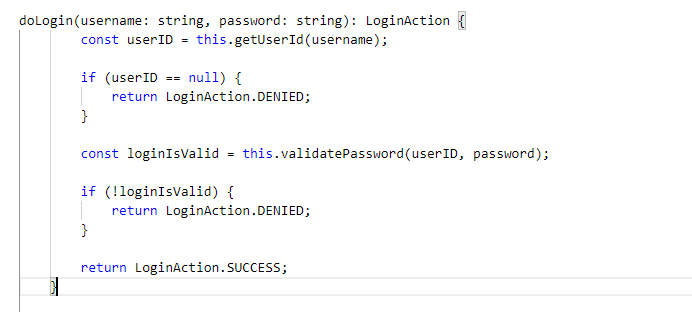 doLogin(username: string, password: string): LoginAction {
const userID = this.getUserId(username);
if (userID == null) {
return LoginAction.DENIED;
}
const loginIsValid = this.validatePassword(userID, password);
if (!loginIsValid) {
return LoginAction.DENIED;
}
return LoginAction.SUCCESS;
}